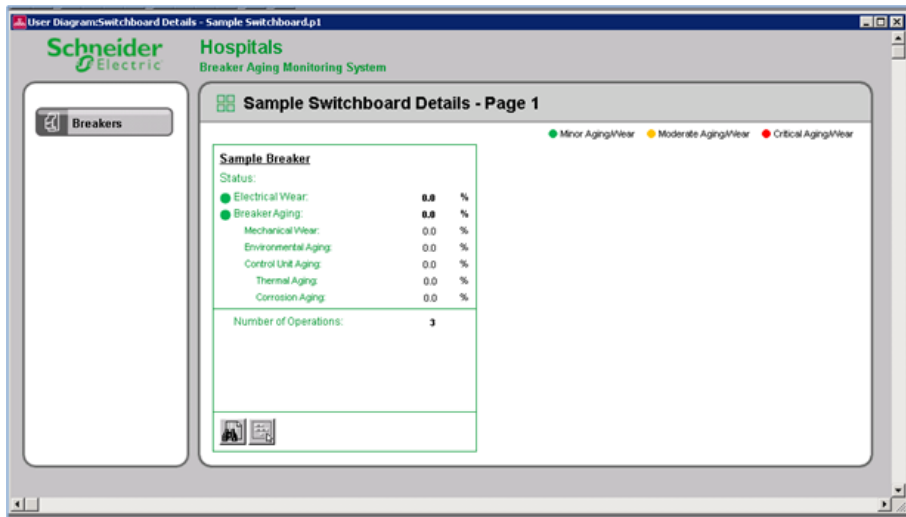 User Diagram:Switchboard Details - Sample Switchboard.p1
Schneider
Electric
Hospitals
Breaker Aging Monitoring System
Breakers
Sample Switchboard Details - Page 1
Minor Aging/Wear Moderate Aging/Wear Critical Aging/Wear
Sample Breaker
Status:
Electrical Wear: 0.0 %
Breaker Aging: 0.0 %
Mechanical Wear: 0.0 %
Environmental Aging: 0.0 %
Control Unit Aging: 0.0 %
Thermal Aging: 0.0 %
Corrosion Aging: 0.0 %
Number of Operations: 3